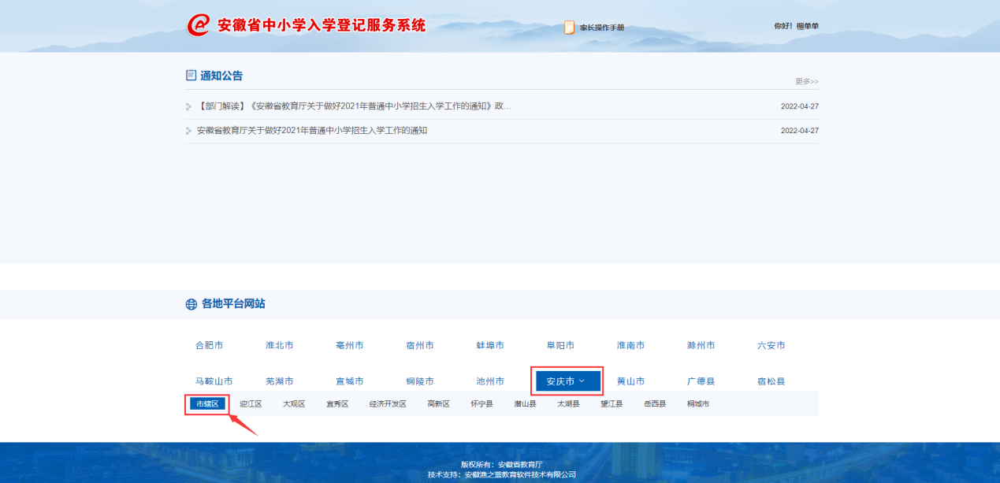 安徽省中小学入学登记服务系统
家长操作手册
你好！檀单单
通知公告
更多>>
【部门解读】《安徽省教育厅关于做好2021年普通中小学招生入学工作的通知》政... 2022-04-27
安徽省教育厅关于做好2021年普通中小学招生入学工作的通知 2022-04-27
各地平台网站
合肥市 淮北市 亳州市 宿州市 蚌埠市 阜阳市 淮南市 滁州市 六安市
马鞍山市 芜湖市 宣城市 铜陵市 池州市 安庆市 黄山市 广德县 宿松县
市辖区 迎江区 大观区 宜秀区 经济开发区 高新区 怀宁县 潜山县 太湖县 望江县 岳西县 桐城市
版权所有：安徽省教育厅
技术支持：安徽渔之蓝教育软件技术有限公司